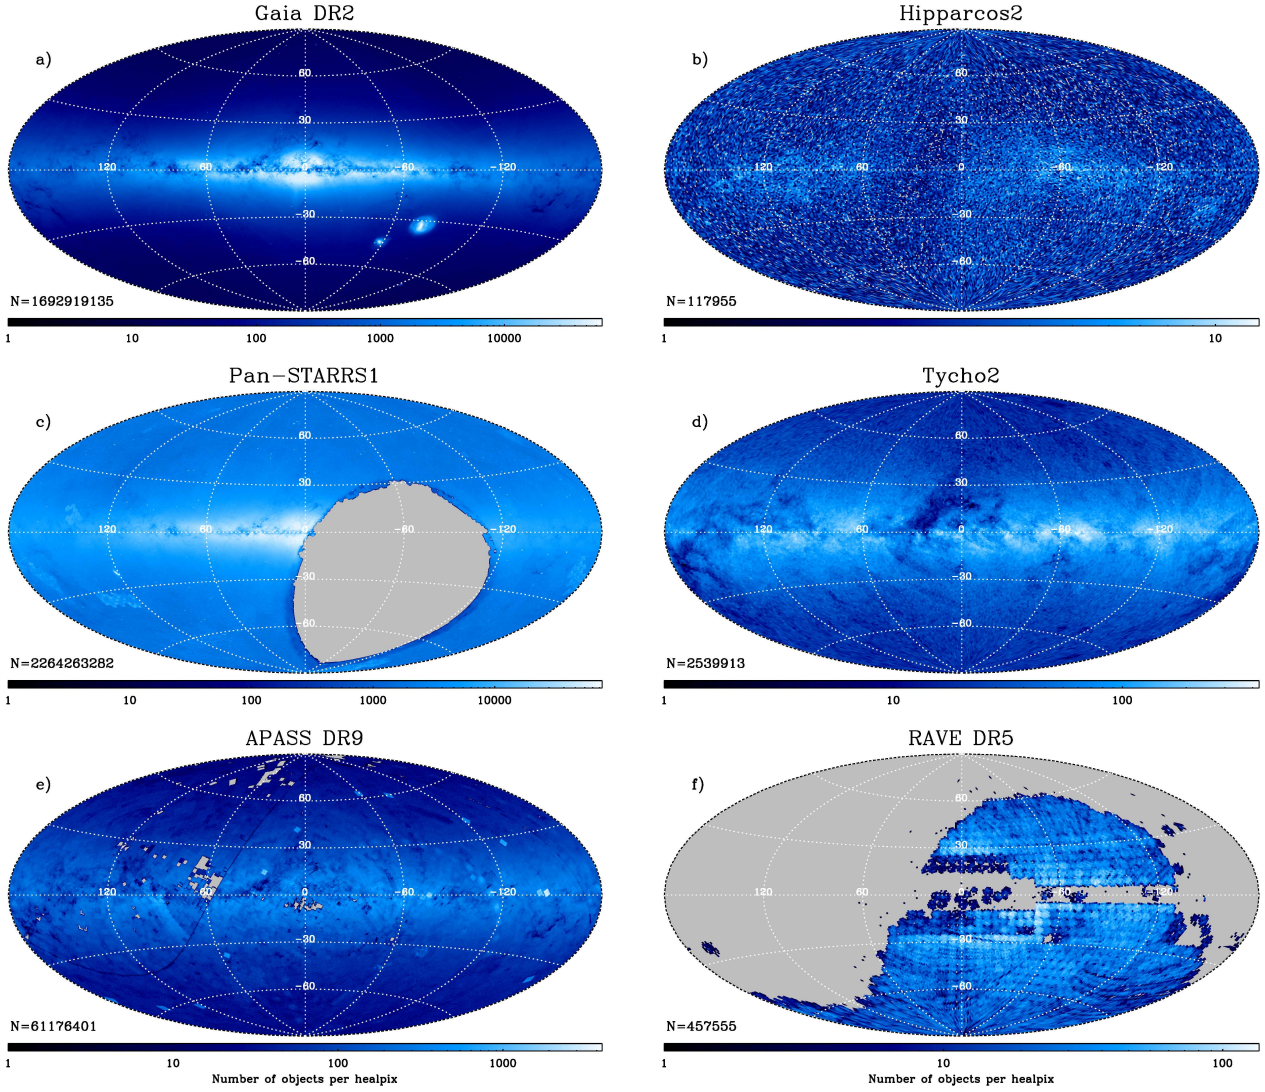 Gaia DR2
a)
60
30
120 60 0 -60 -120
-30
-60
N=1692919135
1 10 100 1000 10000
Hipparcos2
b)
60
30
120 60 0 -60 -120
-30
-60
N=117955
1 10
Pan-STARRS1
c)
60
30
120 60 0 -60 -120
-30
-60
N=2264263282
1 10 100 1000 10000
Tycho2
d)
60
30
120 60 0 -60 -120
-30
-60
N=2539913
1 10 100
APASS DR9
e)
60
30
120 60 0 -60 -120
-30
-60
N=61176401
1 10 100 1000
Number of objects per healpix
RAVE DR5
f)
60
30
120 60 0 -60 -120
-30
-60
N=457555
1 10 100
Number of objects per healpix